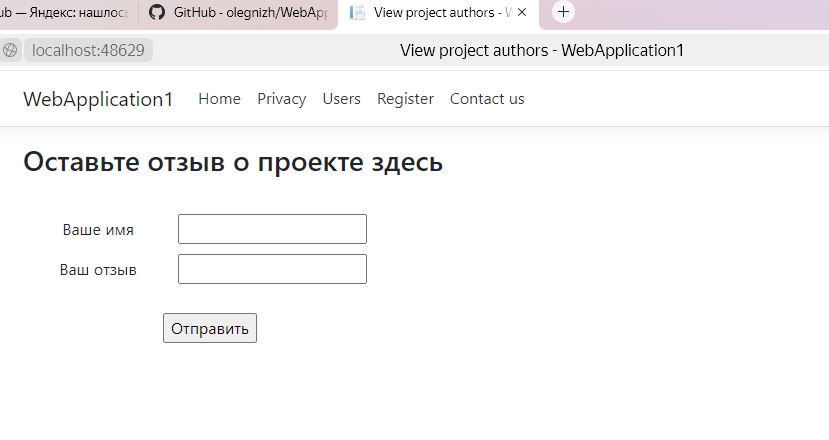 ub — Яндекс: нашлось
GitHub - olegnizh/WebApp
View project authors - W
localhost:48629
View project authors - WebApplication1
WebApplication1 Home Privacy Users Register Contact us
Оставьте отзыв о проекте здесь
Ваше имя
Ваш отзыв
Отправить